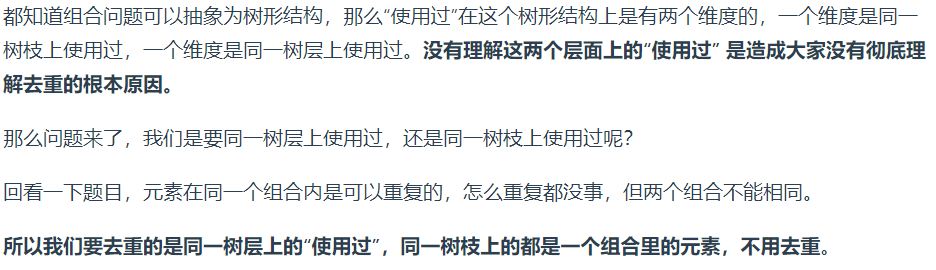 都知道组合问题可以抽象为树形结构，那么“使用过”在这个树形结构上是有两个维度的，一个维度是同一
树枝上使用过，一个维度是同一树层上使用过。没有理解这两个层面上的“使用过” 是造成大家没有彻底理
解去重的根本原因。
那么问题来了，我们是要同一树层上使用过，还是同一树枝上使用过呢？
回看一下题目，元素在同一个组合内是可以重复的，怎么重复都没事，但两个组合不能相同。
所以我们要去重的是同一树层上的“使用过”，同一树枝上的都是一个组合里的元素，不用去重。